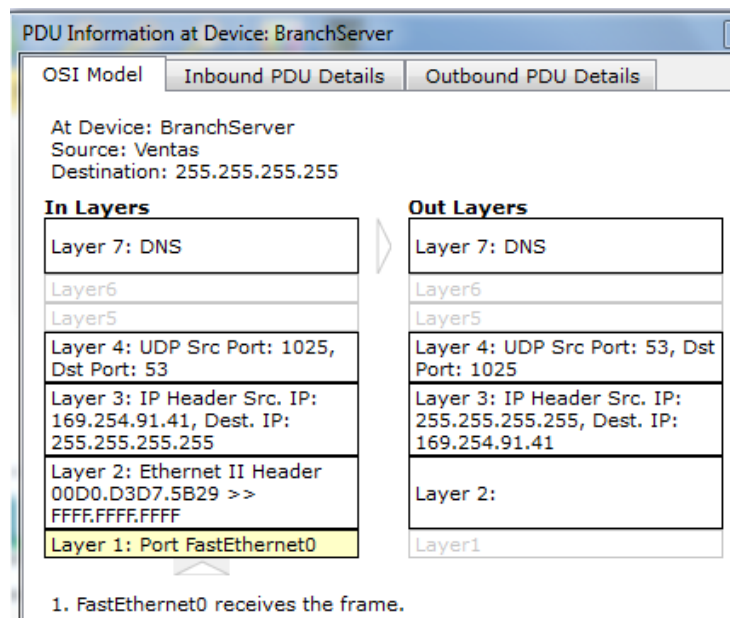 PDU Information at Device: BranchServer
OSI Model
Inbound PDU Details
Outbound PDU Details
At Device: BranchServer
Source: Ventas
Destination: 255.255.255.255
In Layers
Layer 7: DNS
Layer6
Layer5
Layer 4: UDP Src Port: 1025,
Dst Port: 53
Layer 3: IP Header Src. IP:
169.254.91.41, Dest. IP:
255.255.255.255
Layer 2: Ethernet II Header
00D0.D3D7.5B29 >>
FFFF.FFFF.FFFF
Layer 1: Port FastEthernet0
Out Layers
Layer 7: DNS
Layer6
Layer5
Layer 4: UDP Src Port: 53, Dst
Port: 1025
Layer 3: IP Header Src. IP:
255.255.255.255, Dest. IP:
169.254.91.41
Layer 2:
Layer1
1. FastEthernet0 receives the frame.